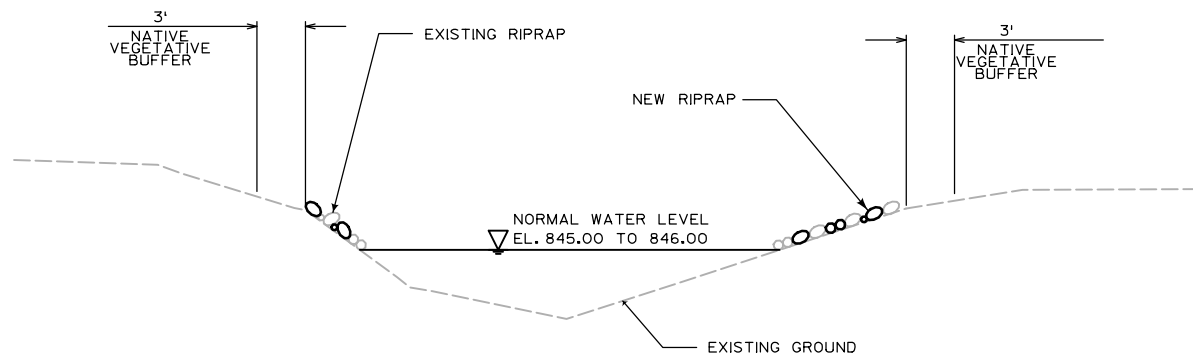 3'
NATIVE
VEGETATIVE
BUFFER
EXISTING RIPRAP
3'
NATIVE
VEGETATIVE
BUFFER
NEW RIPRAP
NORMAL WATER LEVEL
EL. 845.00 TO 846.00
EXISTING GROUND